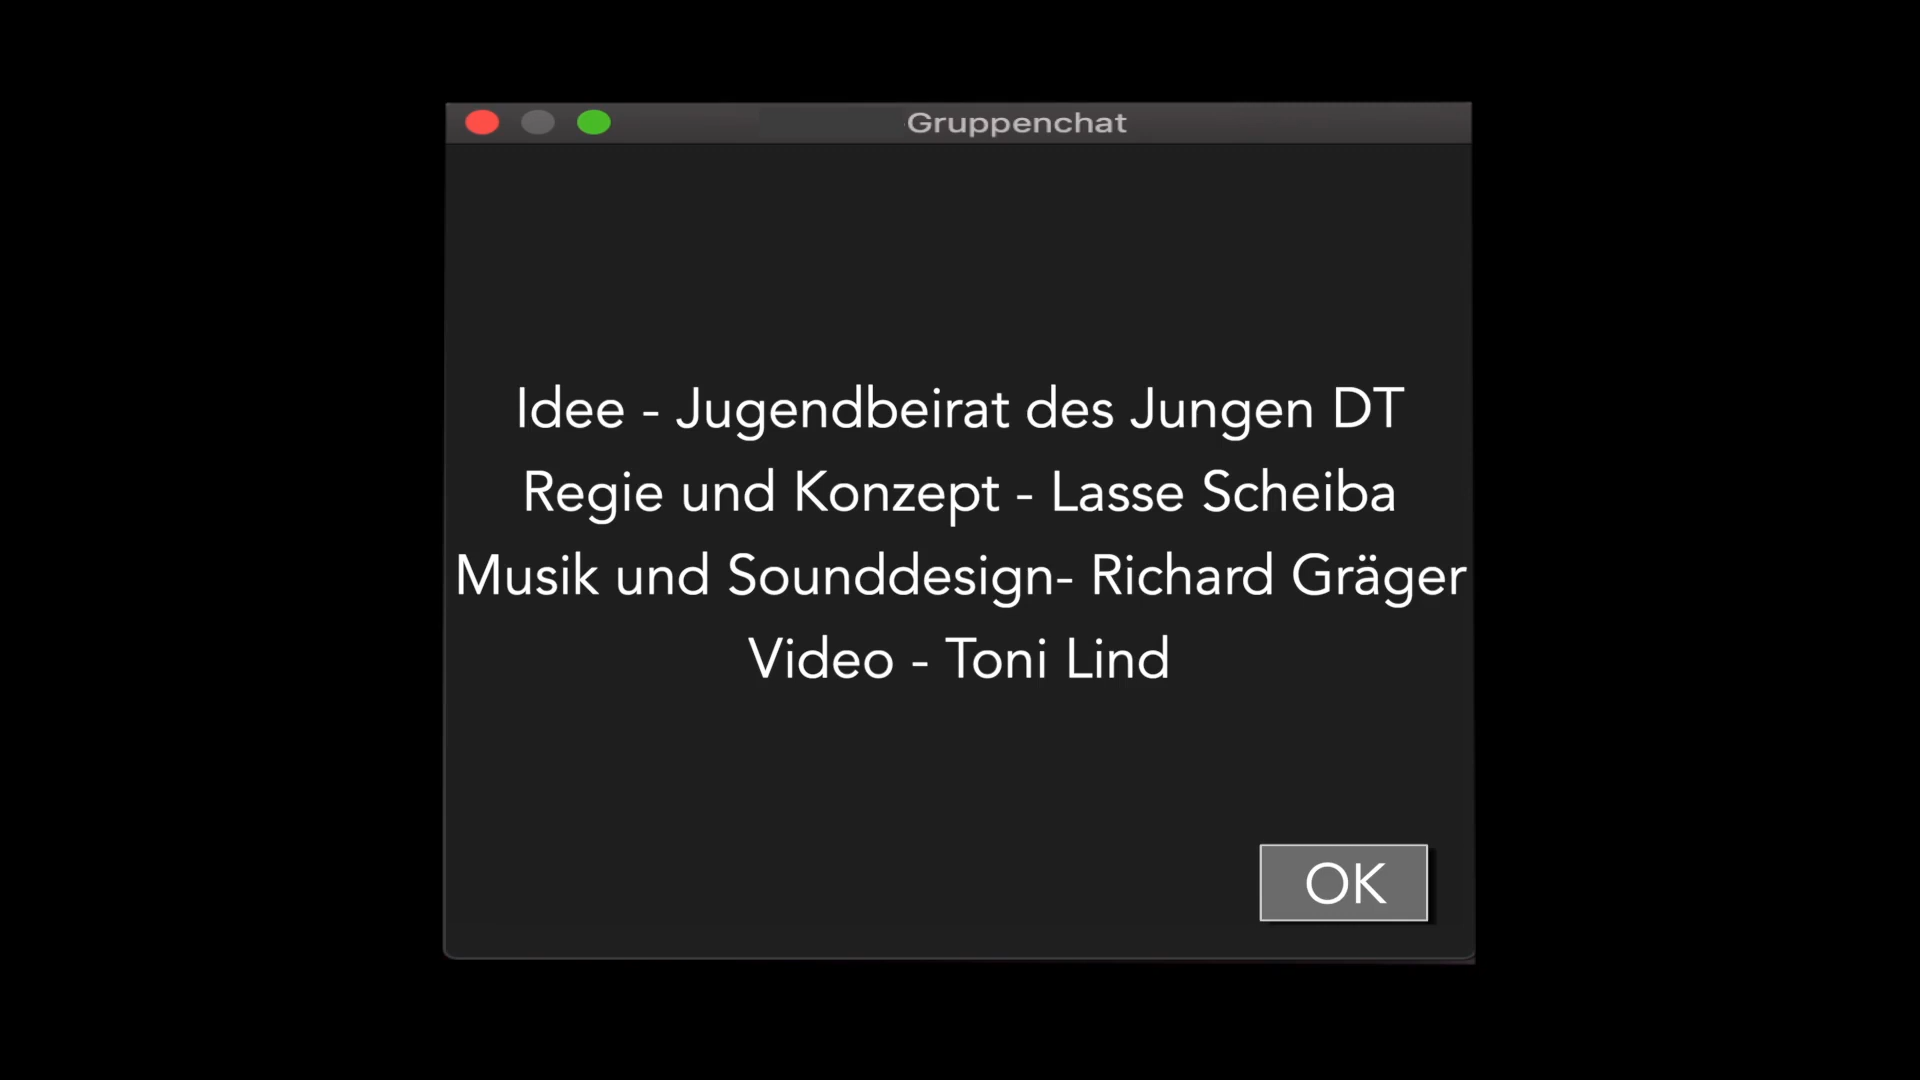 Gruppenchat
Idee - Jugendbeirat des Jungen DT
Regie und Konzept - Lasse Scheiba
Musik und Sounddesign- Richard Gräger
Video - Toni Lind
OK